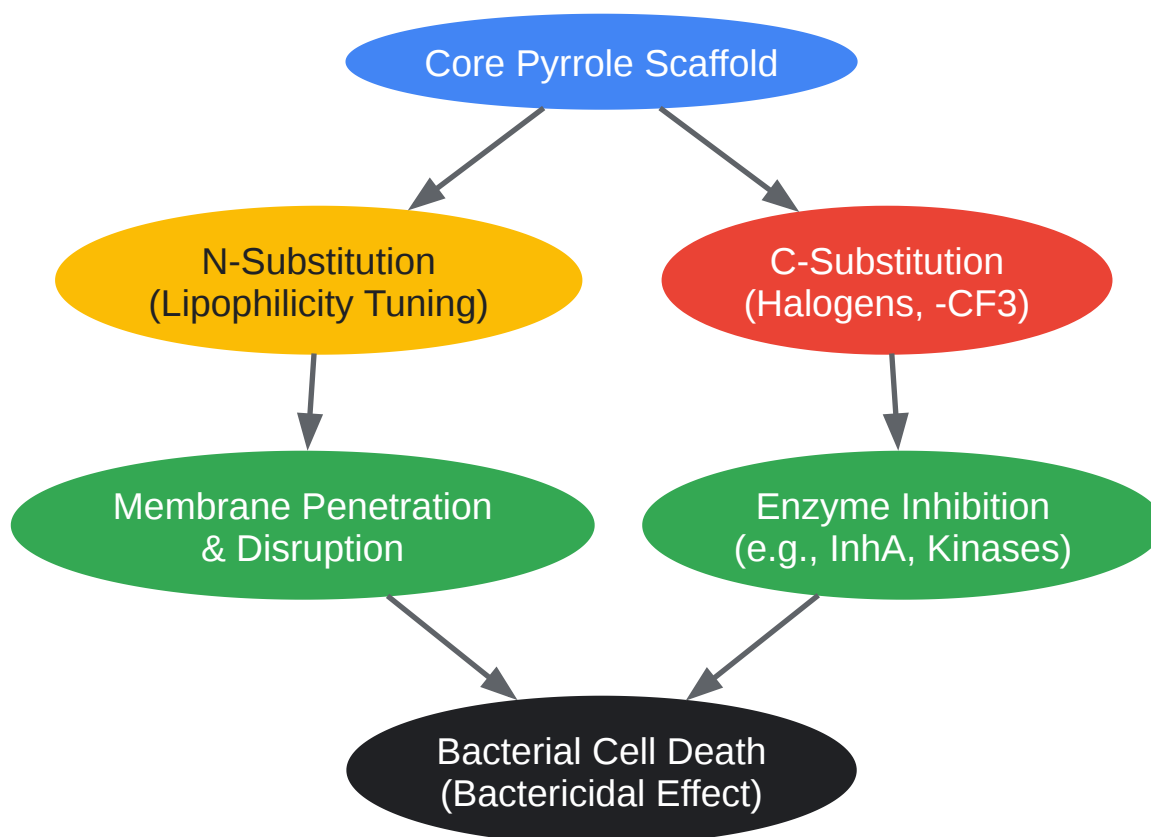 Core Pyrrole Scaffold
N-Substitution
(Lipophilicity Tuning)
C-Substitution
(Halogens, -CF3)
Membrane Penetration
& Disruption
Enzyme Inhibition
(e.g., InhA, Kinases)
Bacterial Cell Death
(Bactericidal Effect)